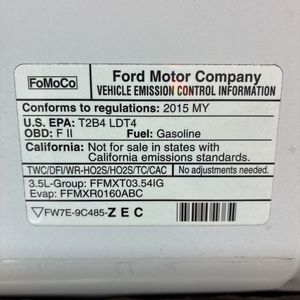 FoMoCo
Ford Motor Company
VEHICLE EMISSION CONTROL INFORMATION
Conforms to regulations: 2015 MY
U.S. EPA: T2B4 LDT4
OBD: F II Fuel: Gasoline
California: Not for sale in states with
California emissions standards.
TWC/DFI/WR-HO2S/HO2S/TC/CAC No adjustments needed.
3.5L-Group: FFMXT03.54IG
Evap: FFMXR0160ABC
FW7E-9C485-ZEC